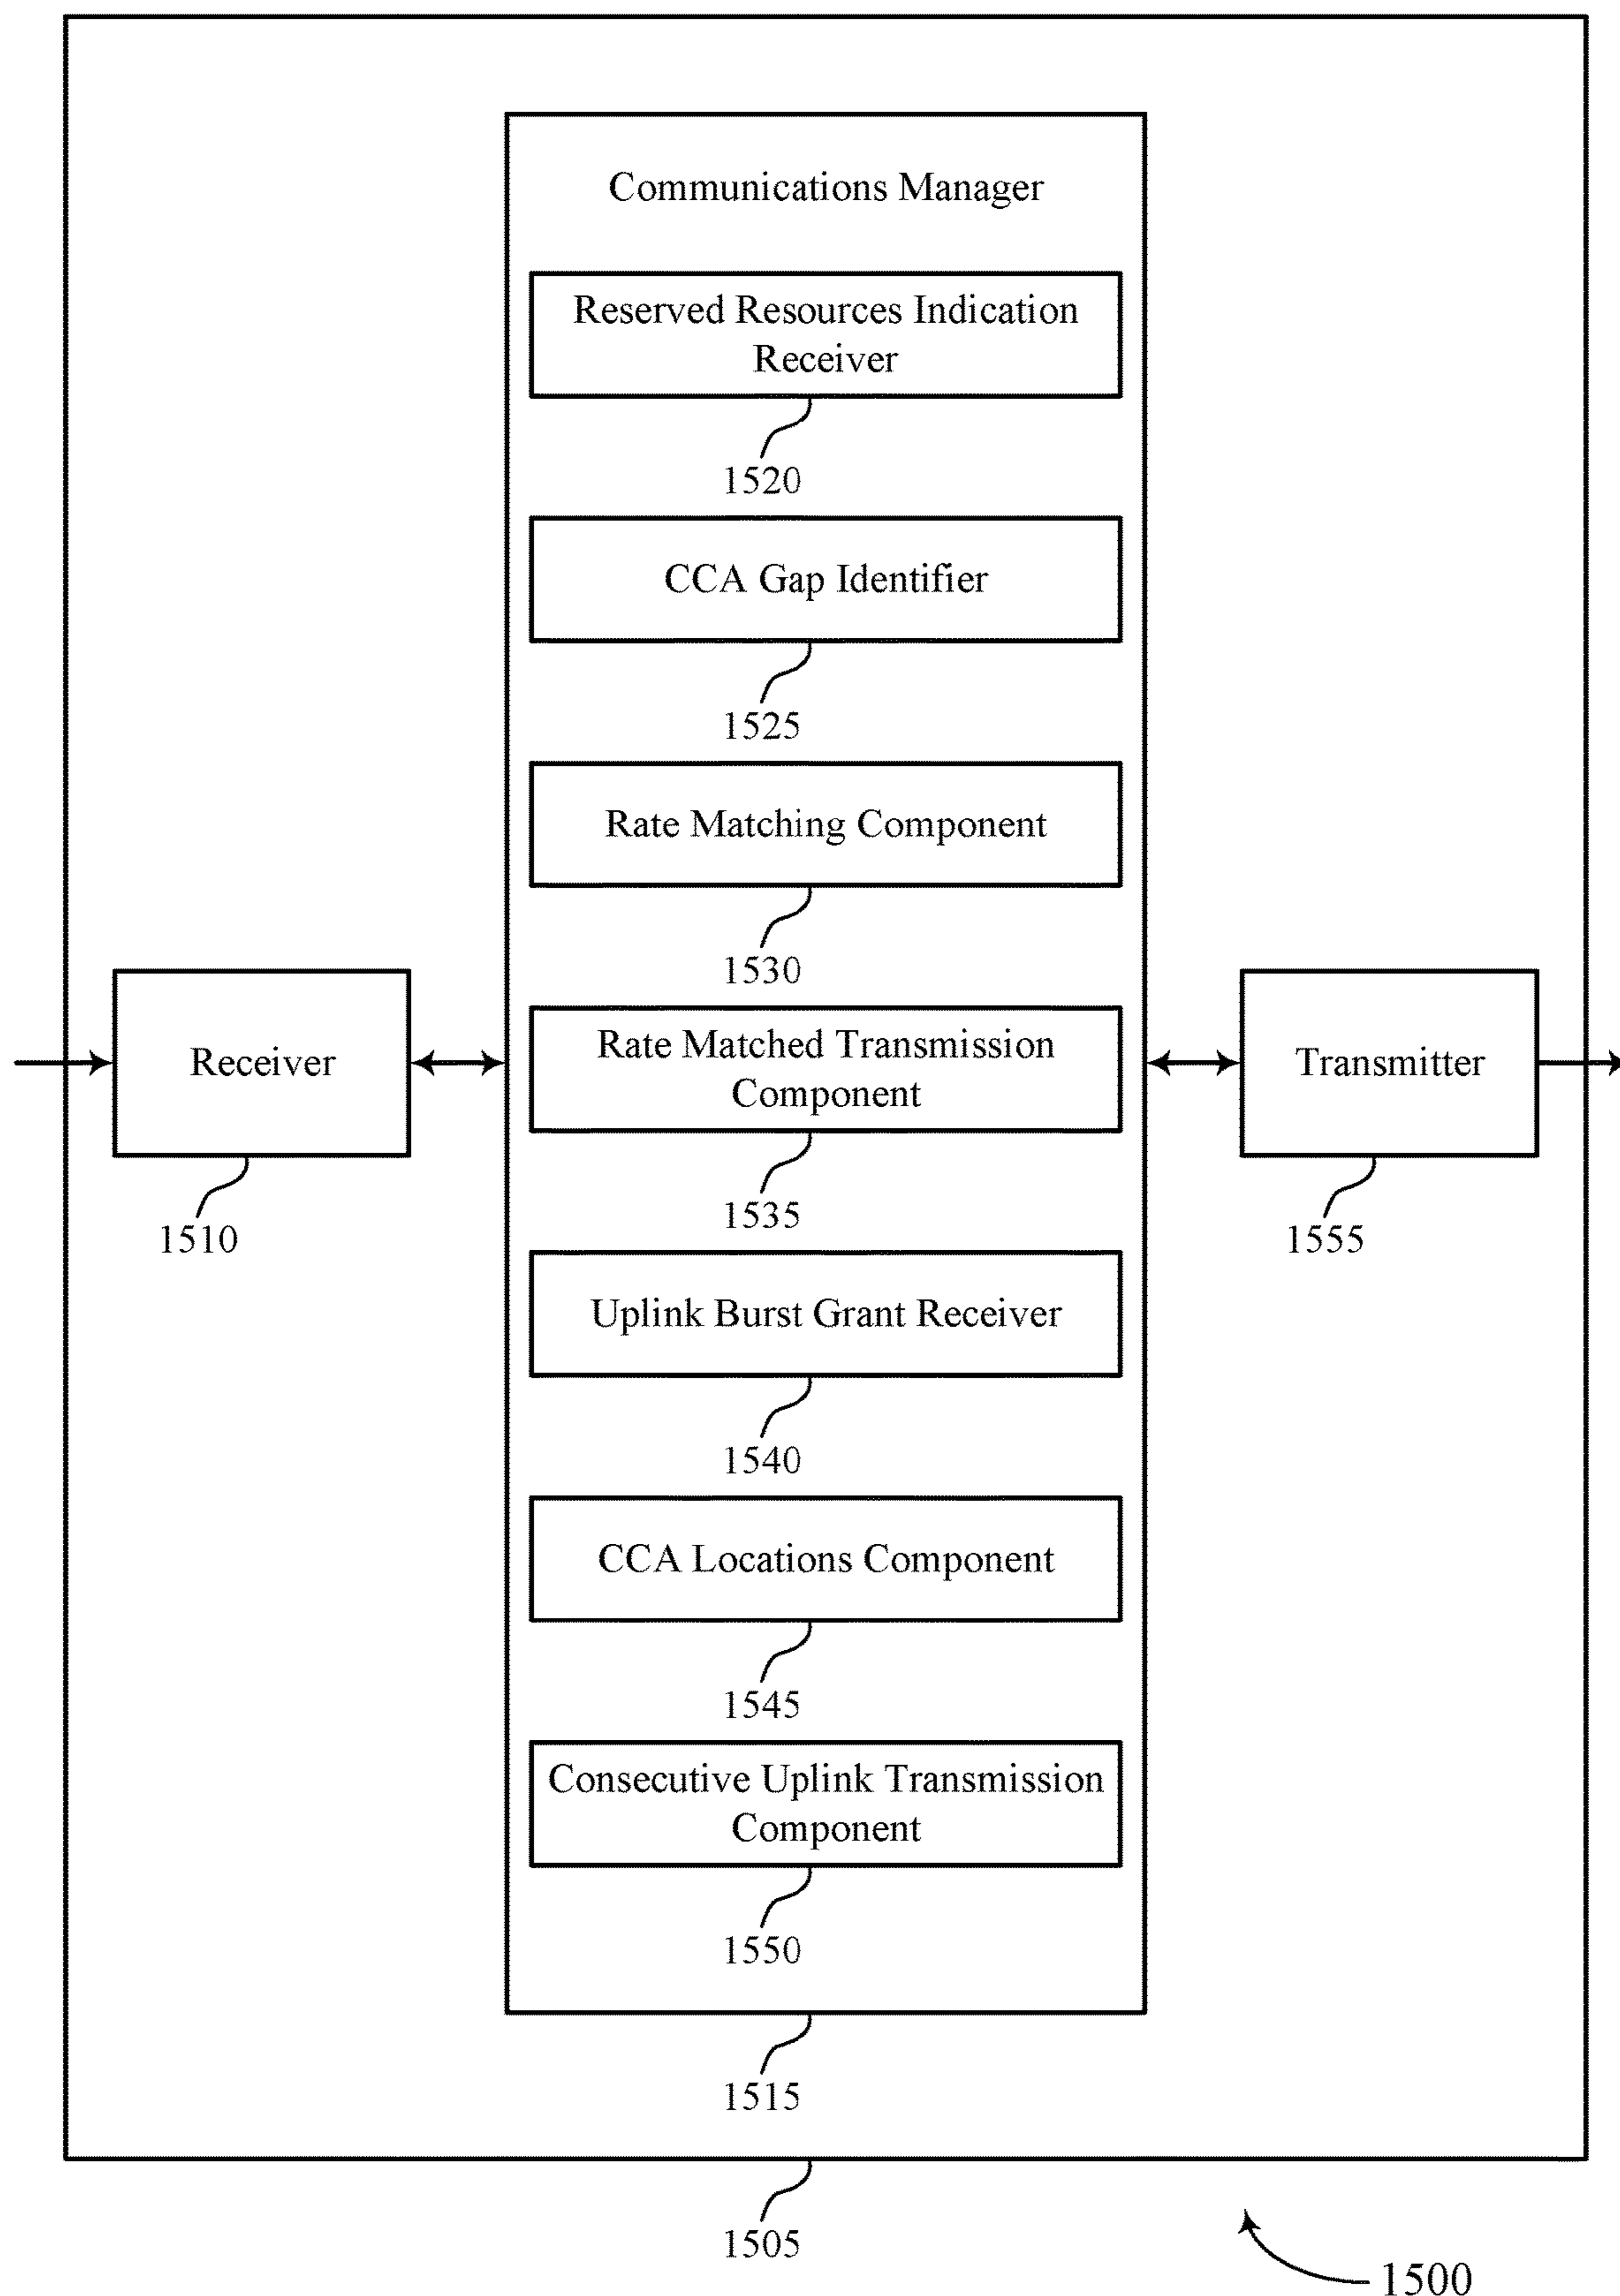 Communications Manager
Reserved Resources Indication
Receiver
1520
CCA Gap Identifier
1525
Rate Matching Component
1530
Receiver
1510
Rate Matched Transmission
Component
1535
Transmitter
1555
Uplink Burst Grant Receiver
1540
CCA Locations Component
1545
Consecutive Uplink Transmission
Component
1550
1515
1505
1500